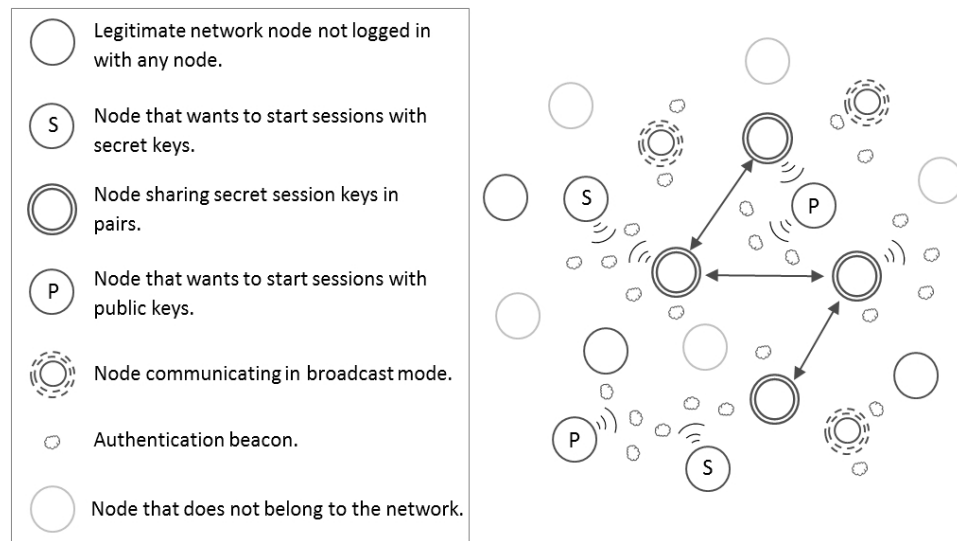 Legitimate network node not logged in
with any node.
S
Node that wants to start sessions with
secret keys.
Node sharing secret session keys in
pairs.
P
Node that wants to start sessions with
public keys.
Node communicating in broadcast mode.
Authentication beacon.
Node that does not belong to the network.
S
P
P
S